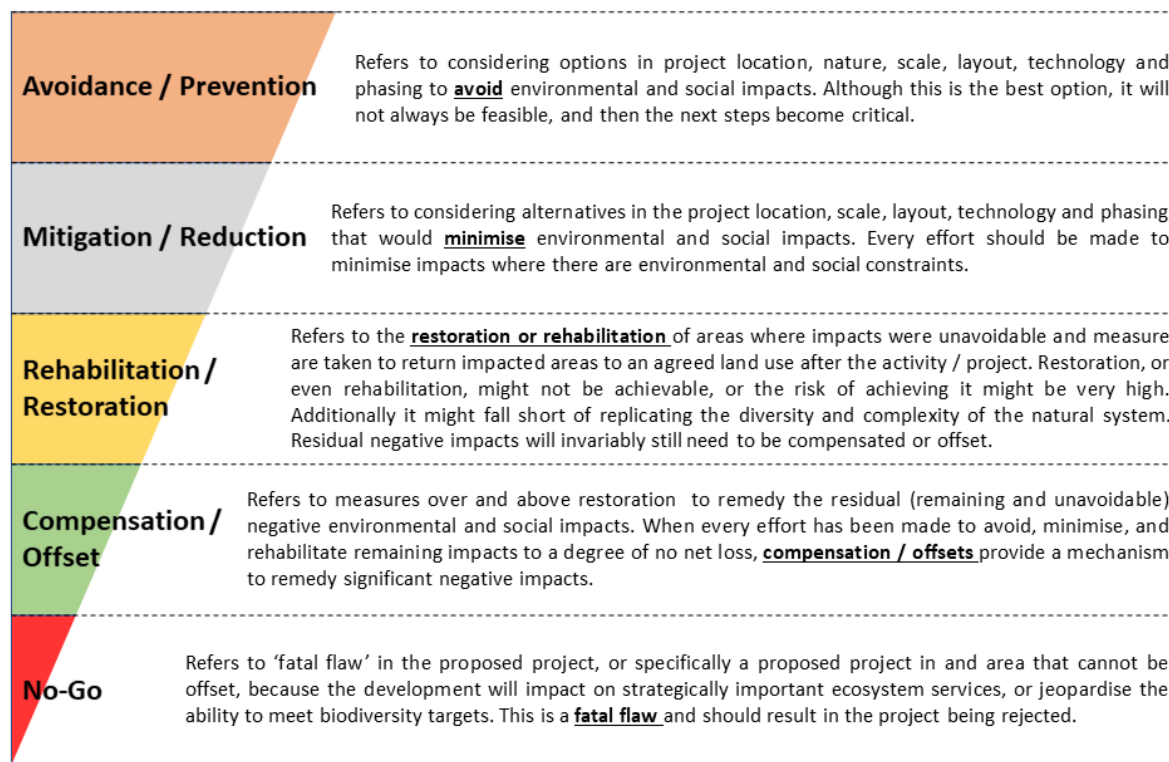 Avoidance / Prevention
Refers to considering options in project location, nature, scale, layout, technology and
phasing to avoid environmental and social impacts. Although this is the best option, it will
not always be feasible, and then the next steps become critical.
Mitigation / Reduction
Refers to considering alternatives in the project location, scale, layout, technology and phasing
that would minimise environmental and social impacts. Every effort should be made to
minimise impacts where there are environmental and social constraints.
Rehabilitation /
Restoration
Refers to the restoration or rehabilitation of areas where impacts were unavoidable and measure
are taken to return impacted areas to an agreed land use after the activity / project. Restoration, or
even rehabilitation, might not be achievable, or the risk of achieving it might be very high.
Additionally it might fall short of replicating the diversity and complexity of the natural system.
Residual negative impacts will invariably still need to be compensated or offset.
Compensation /
Offset
Refers to measures over and above restoration to remedy the residual (remaining and unavoidable)
negative environmental and social impacts. When every effort has been made to avoid, minimise, and
rehabilitate remaining impacts to a degree of no net loss, compensation / offsets provide a mechanism
to remedy significant negative impacts.
No-Go
Refers to ‘fatal flaw’ in the proposed project, or specifically a proposed project in and area that cannot be
offset, because the development will impact on strategically important ecosystem services, or jeopardise the
ability to meet biodiversity targets. This is a fatal flaw and should result in the project being rejected.